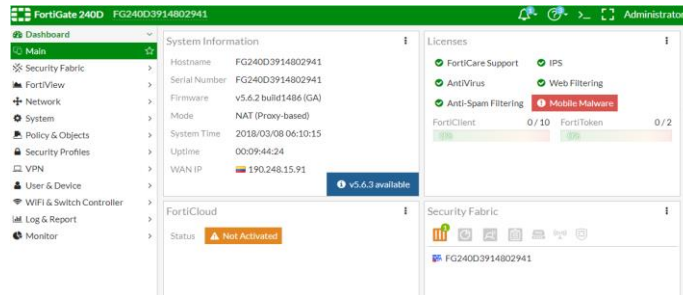 FortiGate 240D FG240D3914802941
Administrator
Dashboard
Main
Security Fabric
FortiView
Network
System
Policy & Objects
Security Profiles
VPN
User & Device
WiFi & Switch Controller
Log & Report
Monitor
System Information
Hostname FG240D3914802941
Serial Number FG240D3914802941
Firmware v5.6.2 build1486 (GA)
Mode NAT (Proxy-based)
System Time 2018/03/08 06:10:15
Uptime 00:09:44:24
WAN IP 190.248.15.91
v5.6.3 available
Licenses
FortiCare Support IPS
AntiVirus Web Filtering
Anti-Spam Filtering Mobile Malware
FortiClient 0/10 FortiToken 0/2
FortiCloud
Status Not Activated
Security Fabric
1
FG240D3914802941